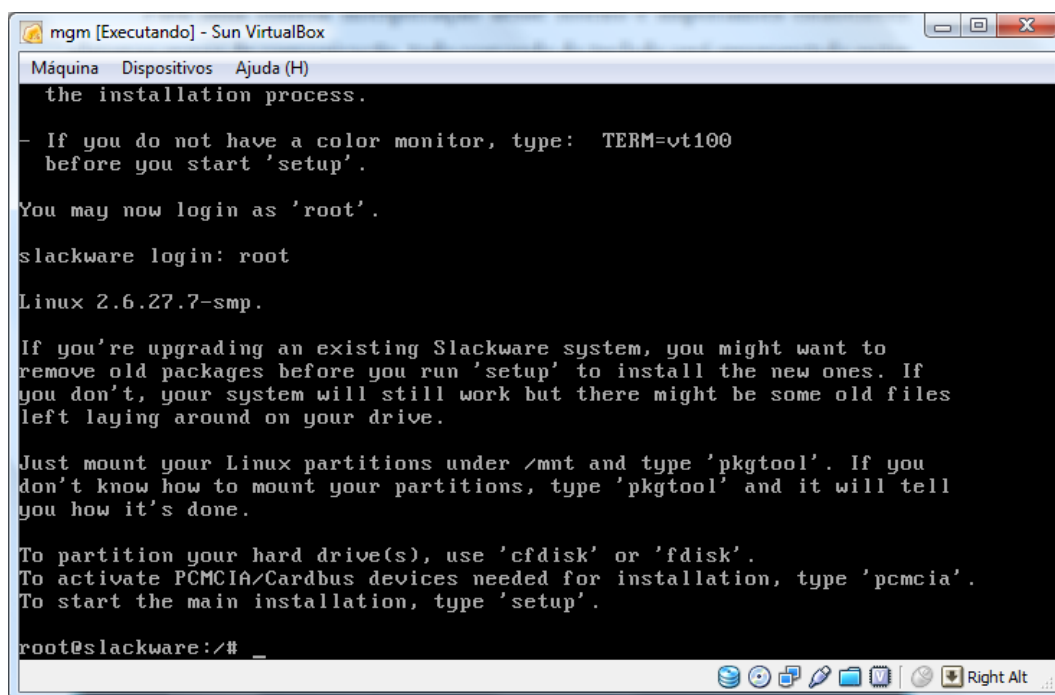 mgm [Executando] - Sun VirtualBox
Máquina Dispositivos Ajuda (H)
the installation process.
- If you do not have a color monitor, type: TERM=vt100
before you start 'setup'.
You may now login as 'root'.
slackware login: root
Linux 2.6.27.7-smp.
If you're upgrading an existing Slackware system, you might want to
remove old packages before you run 'setup' to install the new ones. If
you don't, your system will still work but there might be some old files
left laying around on your drive.
Just mount your Linux partitions under /mnt and type 'pkgtool'. If you
don't know how to mount your partitions, type 'pkgtool' and it will tell
you how it's done.
To partition your hard drive(s), use 'cfdisk' or 'fdisk'.
To activate PCMCIA/Cardbus devices needed for installation, type 'pcmcia'.
To start the main installation, type 'setup'.
root@slackware:/# _
Right Alt